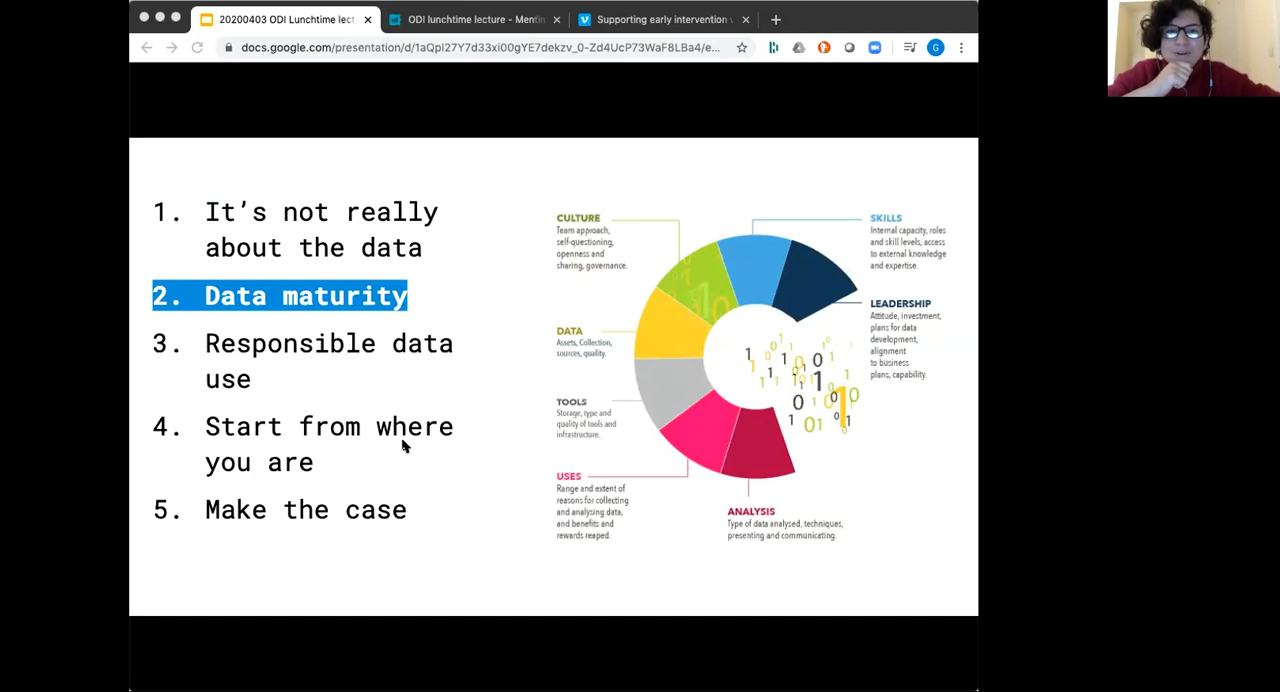 20200403 ODI Lunchtime lect
ODI lunchtime lecture - Mentin
Supporting early intervention
docs.google.com/presentation/d/1aQpI27Y7d33xi00gYE7dekzv_0-Zd4UcP73WaF8LBa4/e...
G
1. It’s not really
about the data
2. Data maturity
3. Responsible data
use
4. Start from where
you are
5. Make the case
CULTURE
Team approach,
self-questioning,
openness and
sharing, governance.
DATA
Assets, Collection,
sources, quality.
TOOLS
Storage, type and
quality of tools and
infrastructure.
USES
Range and extent of
reasons for collecting
and analysing data,
and benefits and
rewards reaped.
ANALYSIS
Type of data analysed, techniques,
presenting and communicating.
SKILLS
Internal capacity, roles
and skill levels, access
to external knowledge
and expertise.
LEADERSHIP
Attitude, investment,
plans for data
development,
alignment
to business
plans, capability.